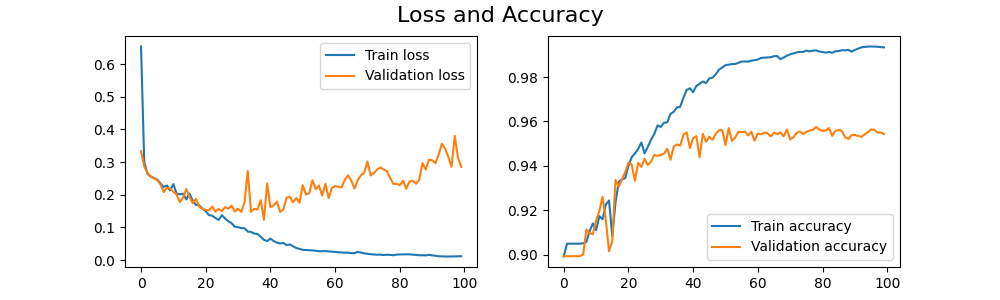 Loss and Accuracy
Train loss
Validation loss
0.6
0.5
0.4
0.3
0.2
0.1
0.0
0 20 40 60 80 100
0.98
0.96
0.94
0.92
0.90
Train accuracy
Validation accuracy
0 20 40 60 80 100